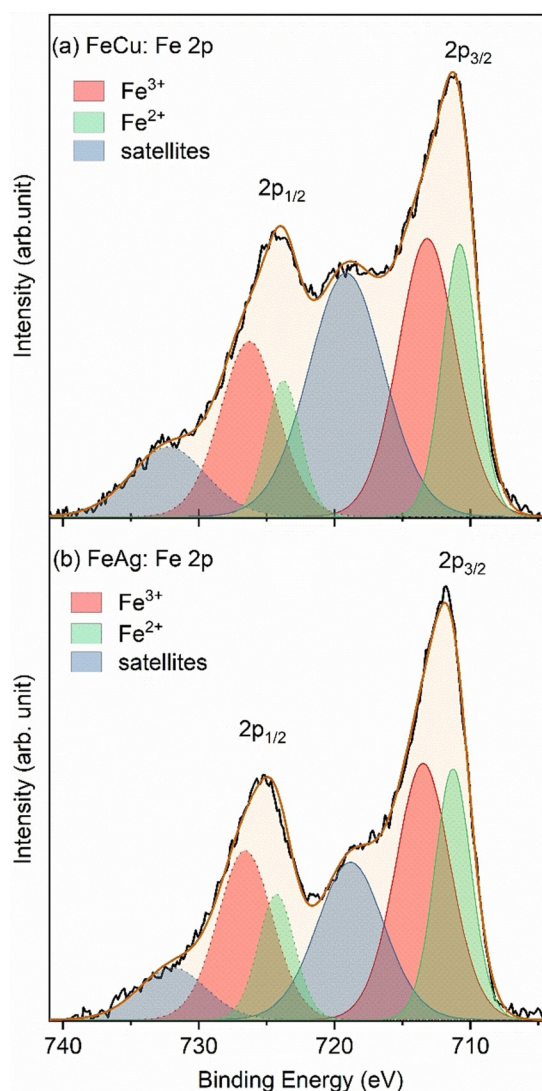 (a) FeCu: Fe 2p
2p3/2
Fe3+
Fe2+
satellites
2p1/2
Intensity (arb.unit)
(b) FeAg: Fe 2p
2p3/2
Fe3+
Fe2+
satellites
2p1/2
Intensity (arb. unit)
740 730 720 710
Binding Energy (eV)